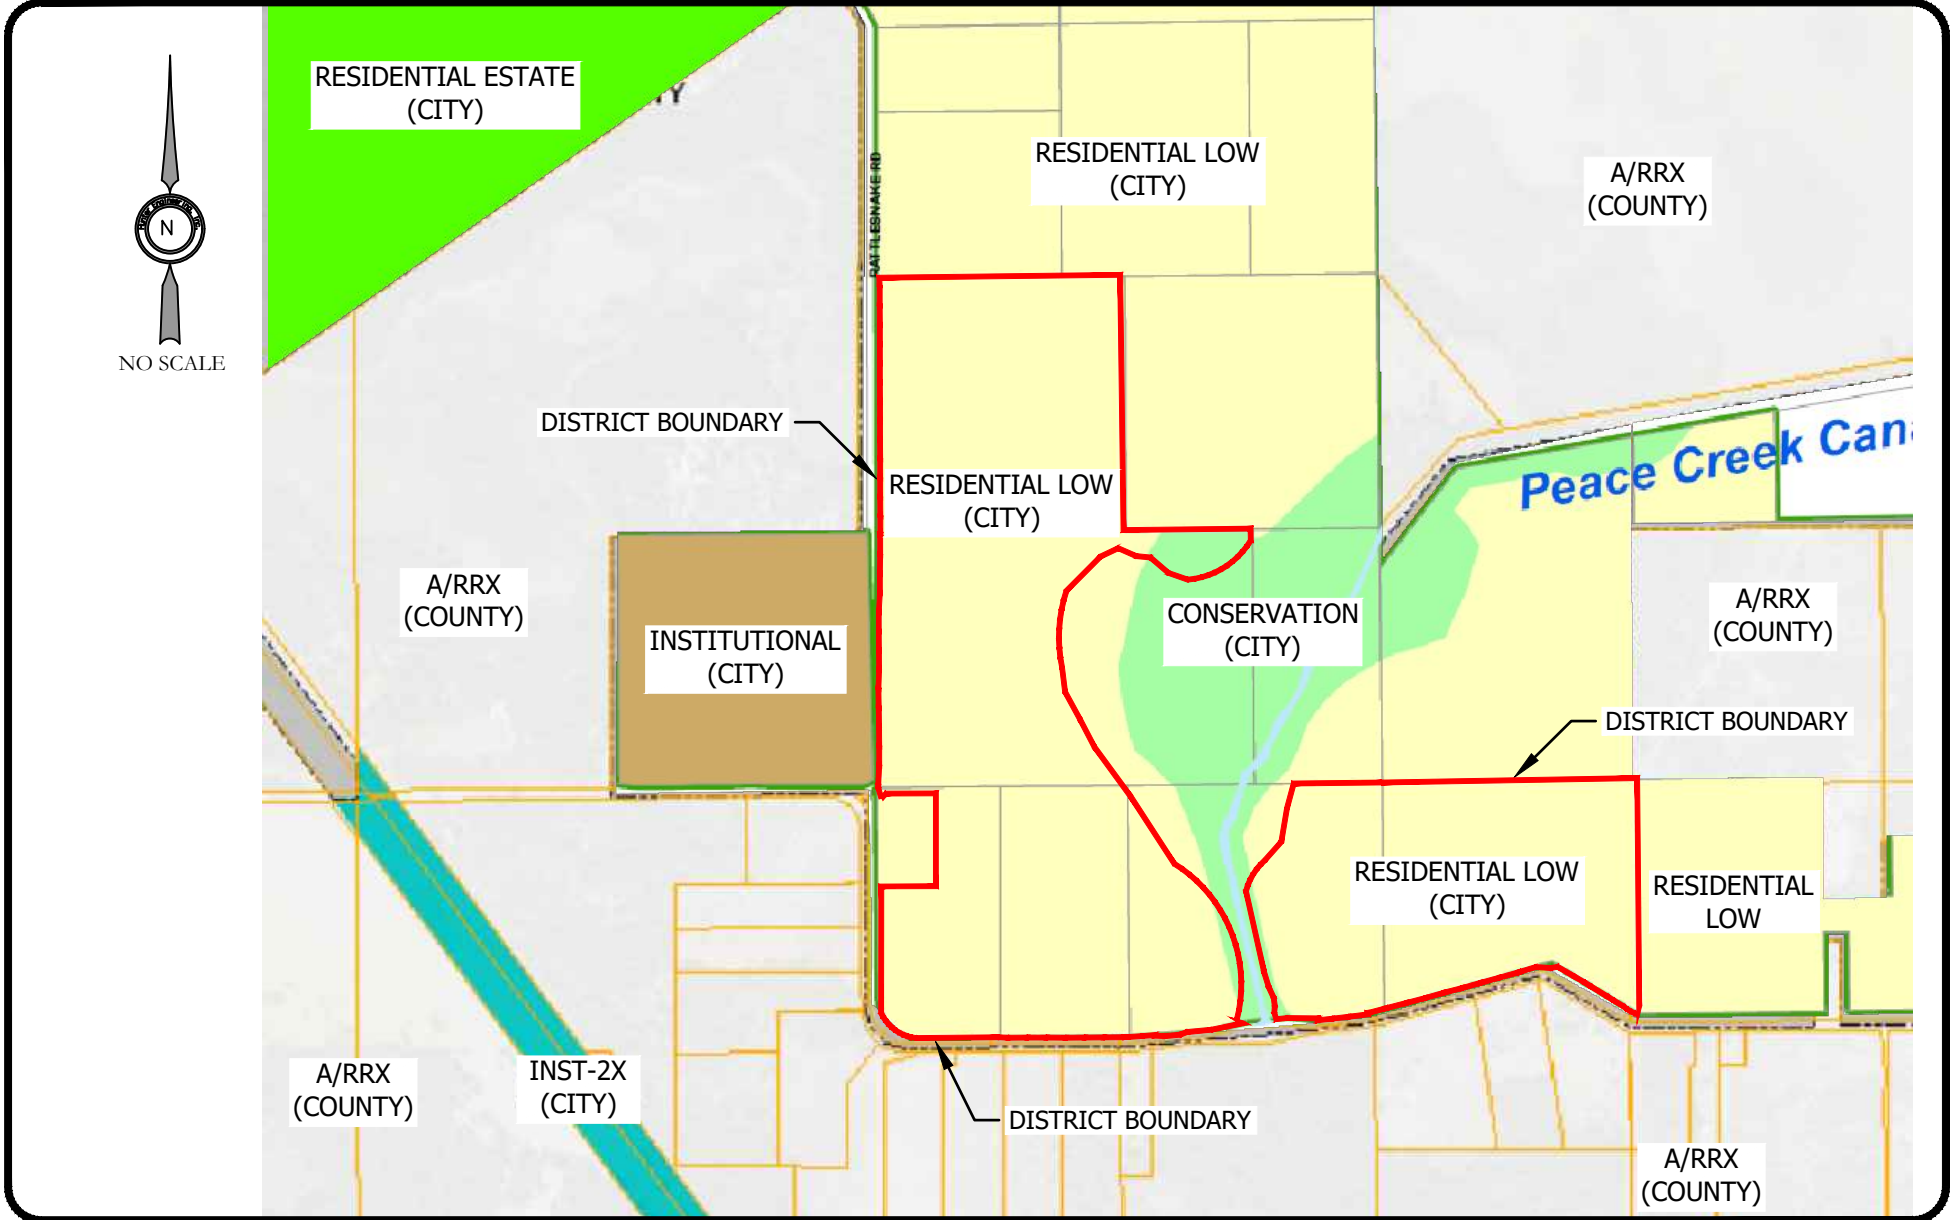 RESIDENTIAL ESTATE
(CITY)
RESIDENTIAL LOW
(CITY)
A/RRX
(COUNTY)
RATTLESNAKE RD
N
NO SCALE
DISTRICT BOUNDARY
RESIDENTIAL LOW
(CITY)
Peace Creek Cana
A/RRX
(COUNTY)
INSTITUTIONAL
(CITY)
CONSERVATION
(CITY)
A/RRX
(COUNTY)
DISTRICT BOUNDARY
RESIDENTIAL LOW
(CITY)
RESIDENTIAL
LOW
A/RRX
(COUNTY)
INST-2X
(CITY)
DISTRICT BOUNDARY
A/RRX
(COUNTY)